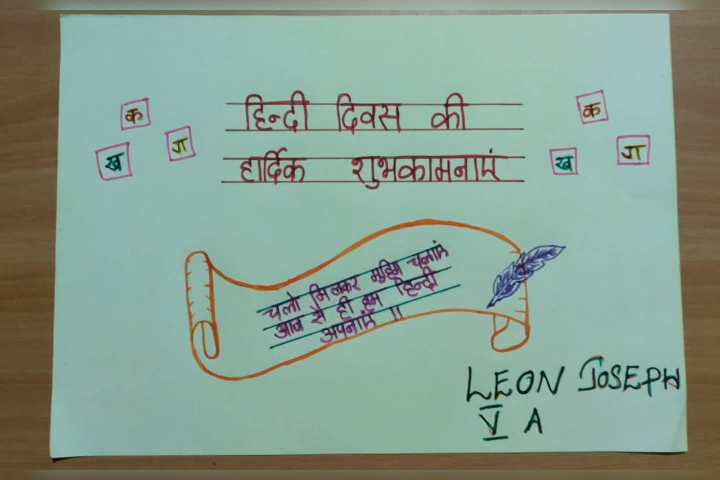 क
ख
ग
हिन्दी दिवस की
हार्दिक शुभकामनाएं
क
ख
ग
चलो मिलकर मुहिम चलाएं
आज से ही हम हिन्दी
अपनाएं ॥
LEON JOSEPH
V A